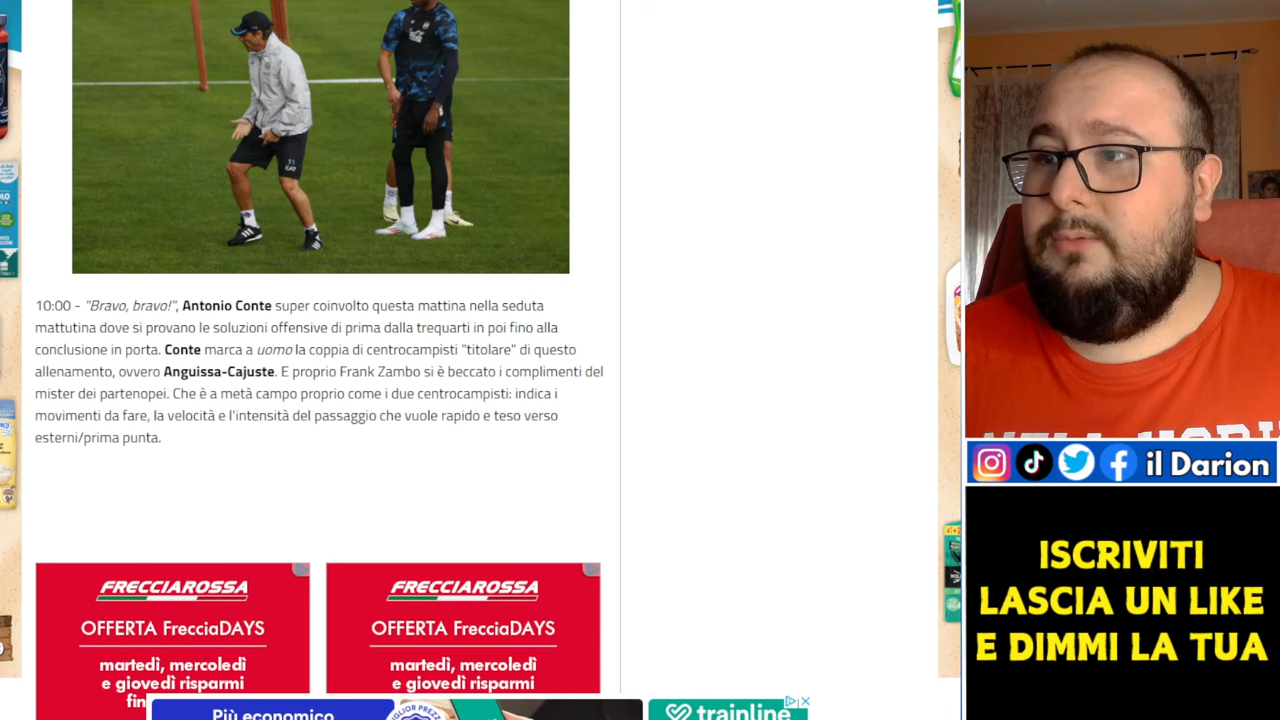 10:00 - "Bravo, bravo!", Antonio Conte super coinvolto questa mattina nella seduta
mattutina dove si provano le soluzioni offensive di prima dalla trequarti in poi fino alla
conclusione in porta. Conte marca a uomo la coppia di centrocampisti "titolare" di questo
allenamento, ovvero Anguissa-Cajuste. E proprio Frank Zambo si è beccato i complimenti del
mister dei partenopei. Che è a metà campo proprio come i due centrocampisti: indica i
movimenti da fare, la velocità e l'intensità del passaggio che vuole rapido e teso verso
esterni/prima punta.
FRECCIAROSSA
OFFERTA FrecciaDAYS
martedì, mercoledì
e giovedì risparmi
fin
FRECCIAROSSA
OFFERTA FrecciaDAYS
martedì, mercoledì
e giovedì risparmi
Più economico
trainline
il Darion
ISCRIVITI
LASCIA UN LIKE
E DIMMI LA TUA